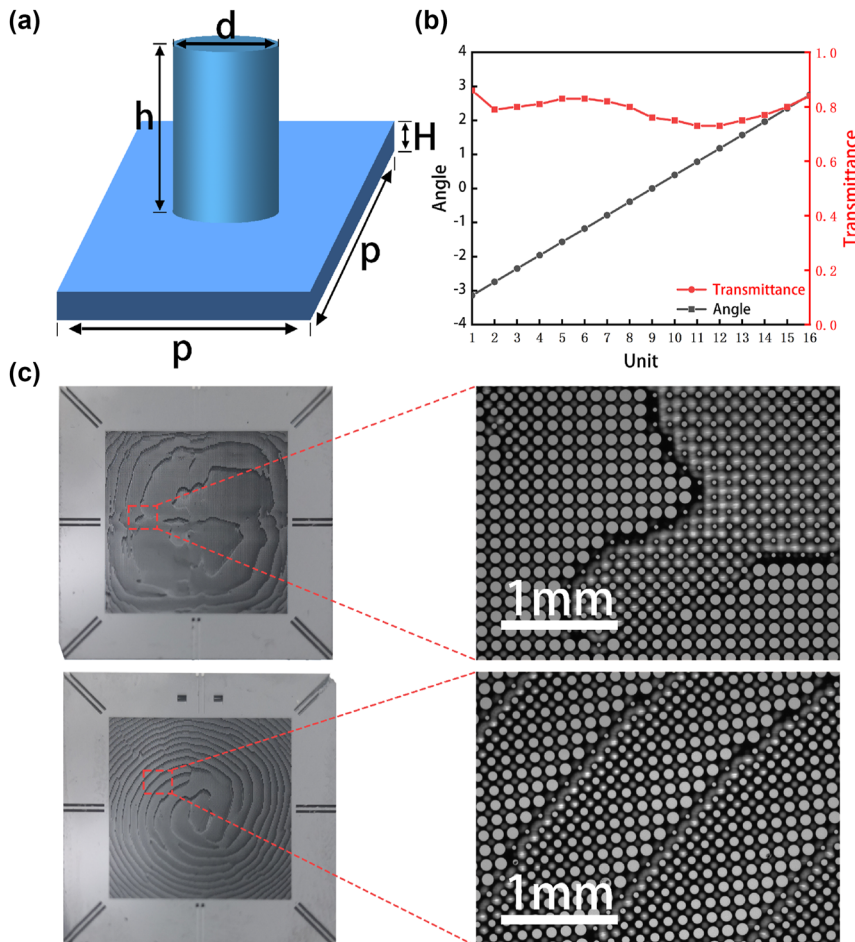 (a)
d
h
H
p
p
(b)
4
3
2
1
0
-1
-2
-3
-4
Angle
1.0
0.8
0.6
0.4
0.2
0.0
Transmittance
Transmittance
Angle
1 2 3 4 5 6 7 8 9 10 11 12 13 14 15 16
Unit
(c)
1mm
1mm